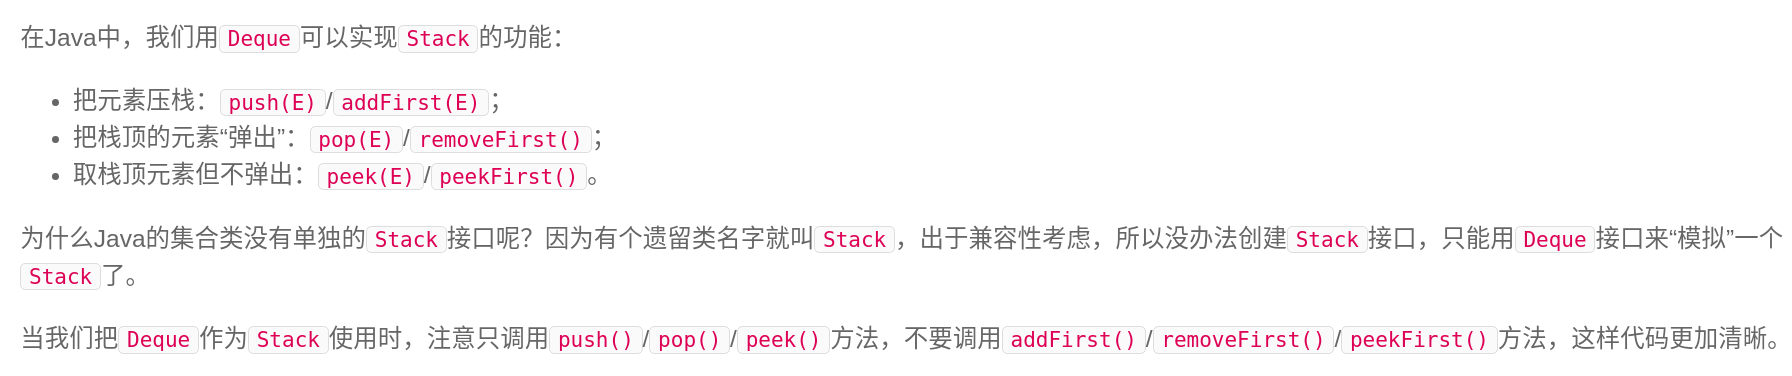 在Java中，我们用Deque可以实现Stack的功能：
• 把元素压栈：push(E)/addFirst(E)；
• 把栈顶的元素“弹出”：pop(E)/removeFirst()；
• 取栈顶元素但不弹出：peek(E)/peekFirst()。
为什么Java的集合类没有单独的Stack接口呢？因为有个遗留类名字就叫Stack，出于兼容性考虑，所以没办法创建Stack接口，只能用Deque接口来“模拟”一个
Stack了。
当我们把Deque作为Stack使用时，注意只调用push()/pop()/peek()方法，不要调用addFirst()/removeFirst()/peekFirst()方法，这样代码更加清晰。